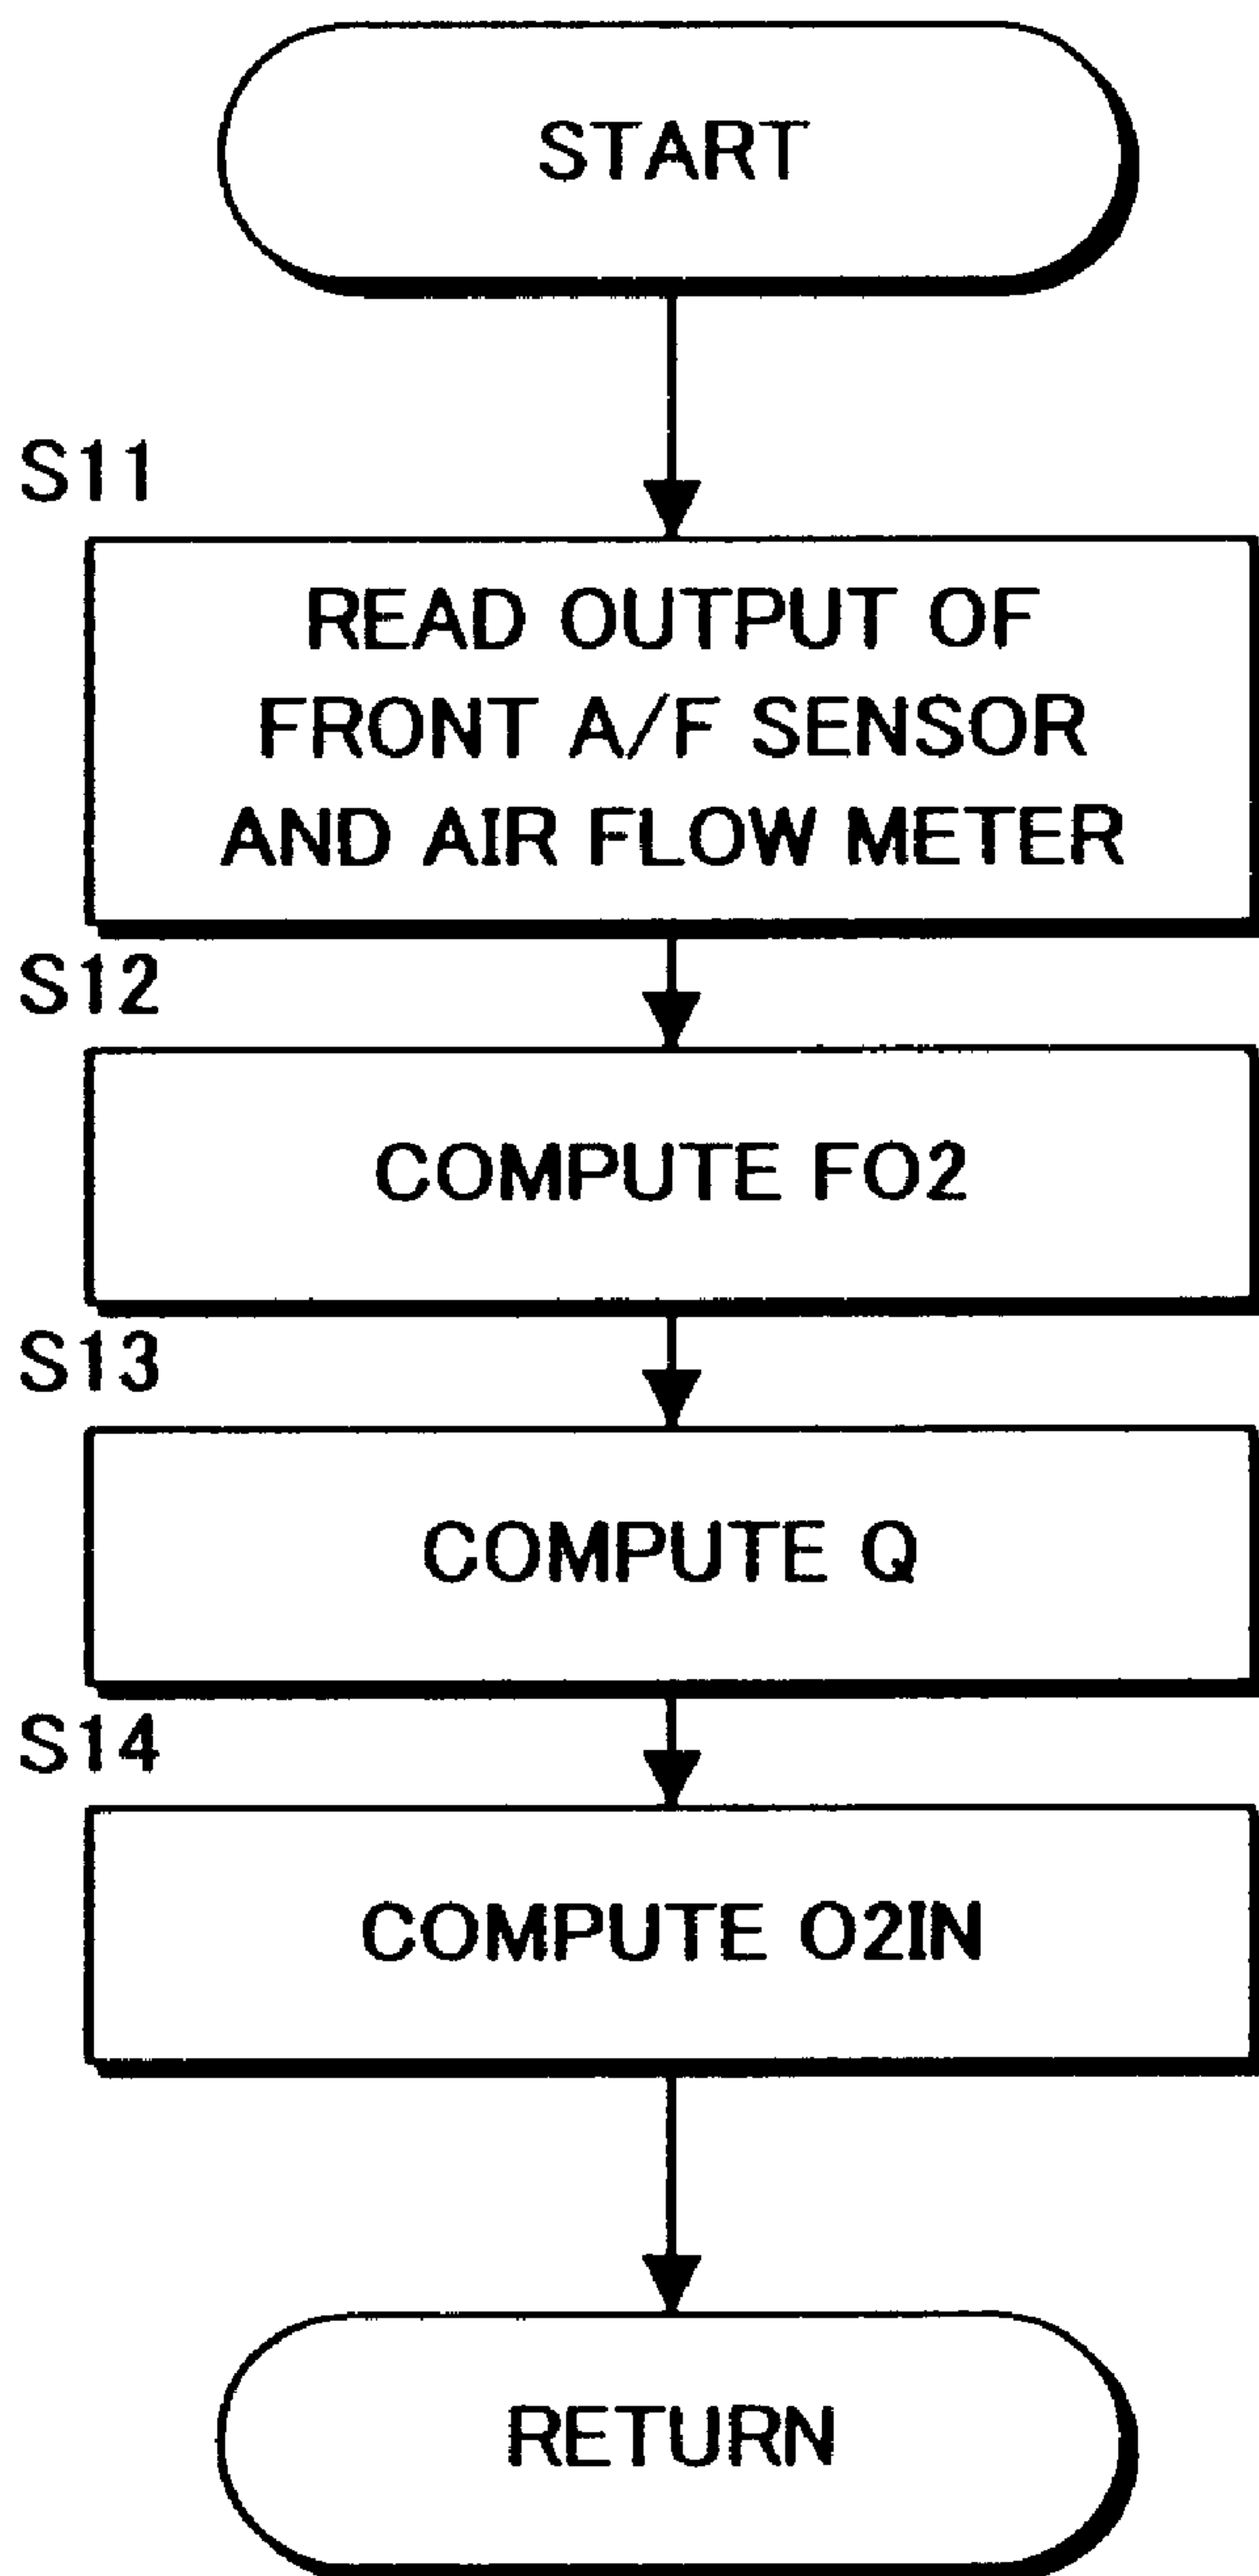 START
S11
READ OUTPUT OF
FRONT A/F SENSOR
AND AIR FLOW METER
S12
COMPUTE FO2
S13
COMPUTE Q
S14
COMPUTE O2IN
RETURN